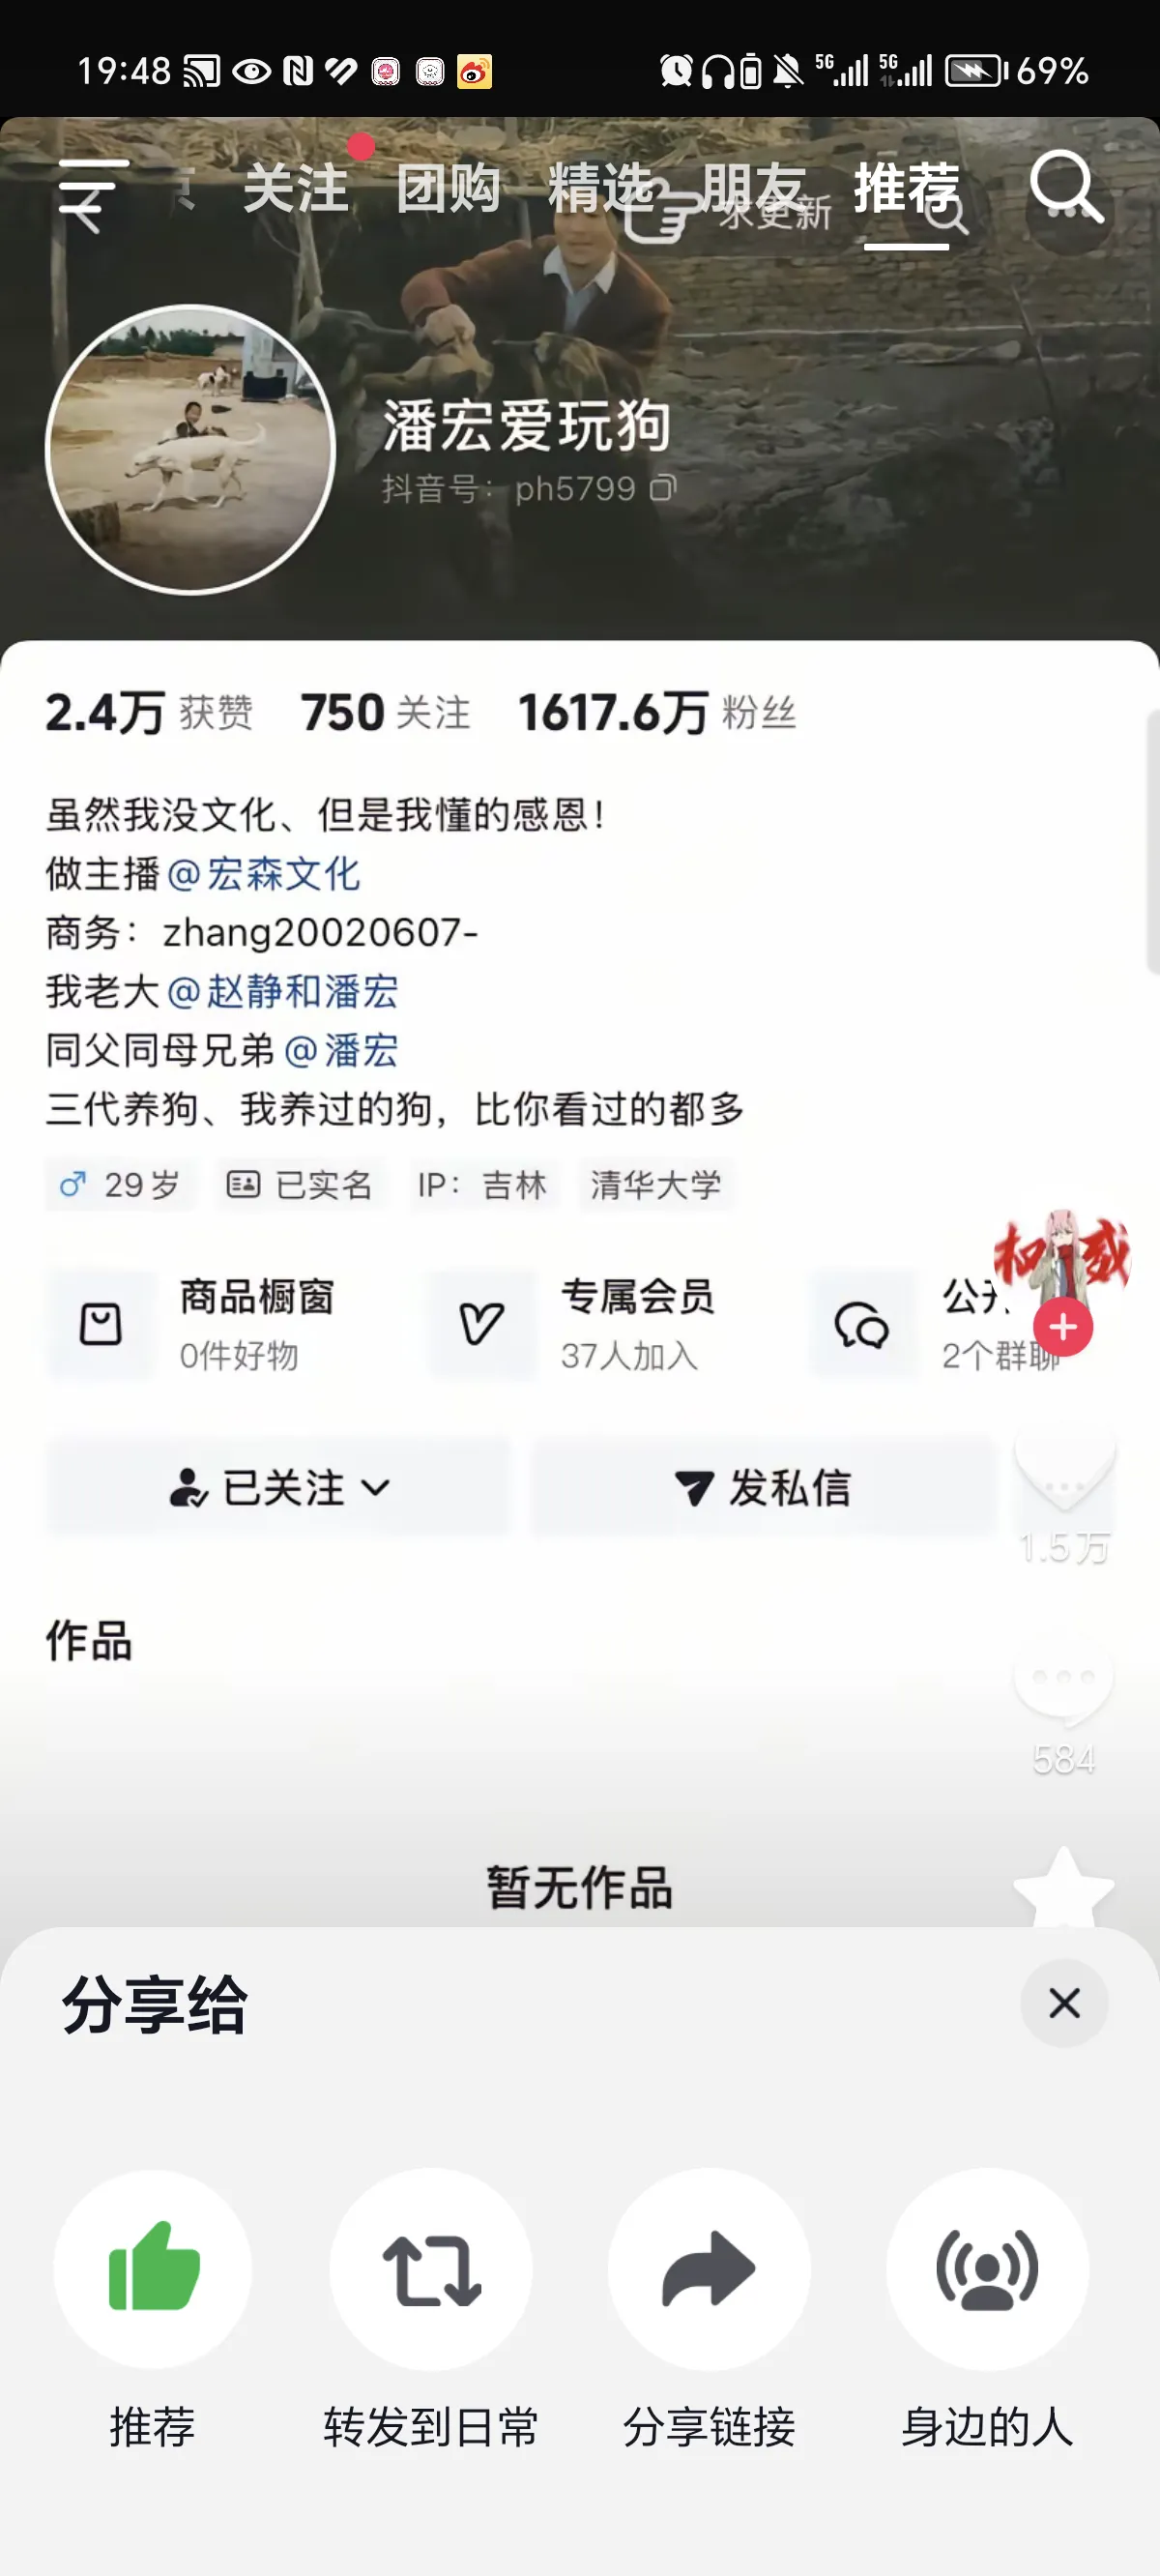 19:48
5G
5G
69%
关注
团购
精选
朋友
推荐
求更新
潘宏爱玩狗
抖音号：ph5799
2.4万 获赞 750 关注 1617.6万 粉丝
虽然我没文化、但是我懂的感恩！
做主播@宏森文化
商务：zhang20020607-
我老大@赵静和潘宏
同父同母兄弟@潘宏
三代养狗、我养过的狗，比你看过的都多
29岁
已实名
IP：吉林
清华大学
权威
商品橱窗
0件好物
专属会员
37人加入
2个群聊
已关注
发私信
1.5万
作品
584
暂无作品
分享给
推荐
转发到日常
分享链接
身边的人